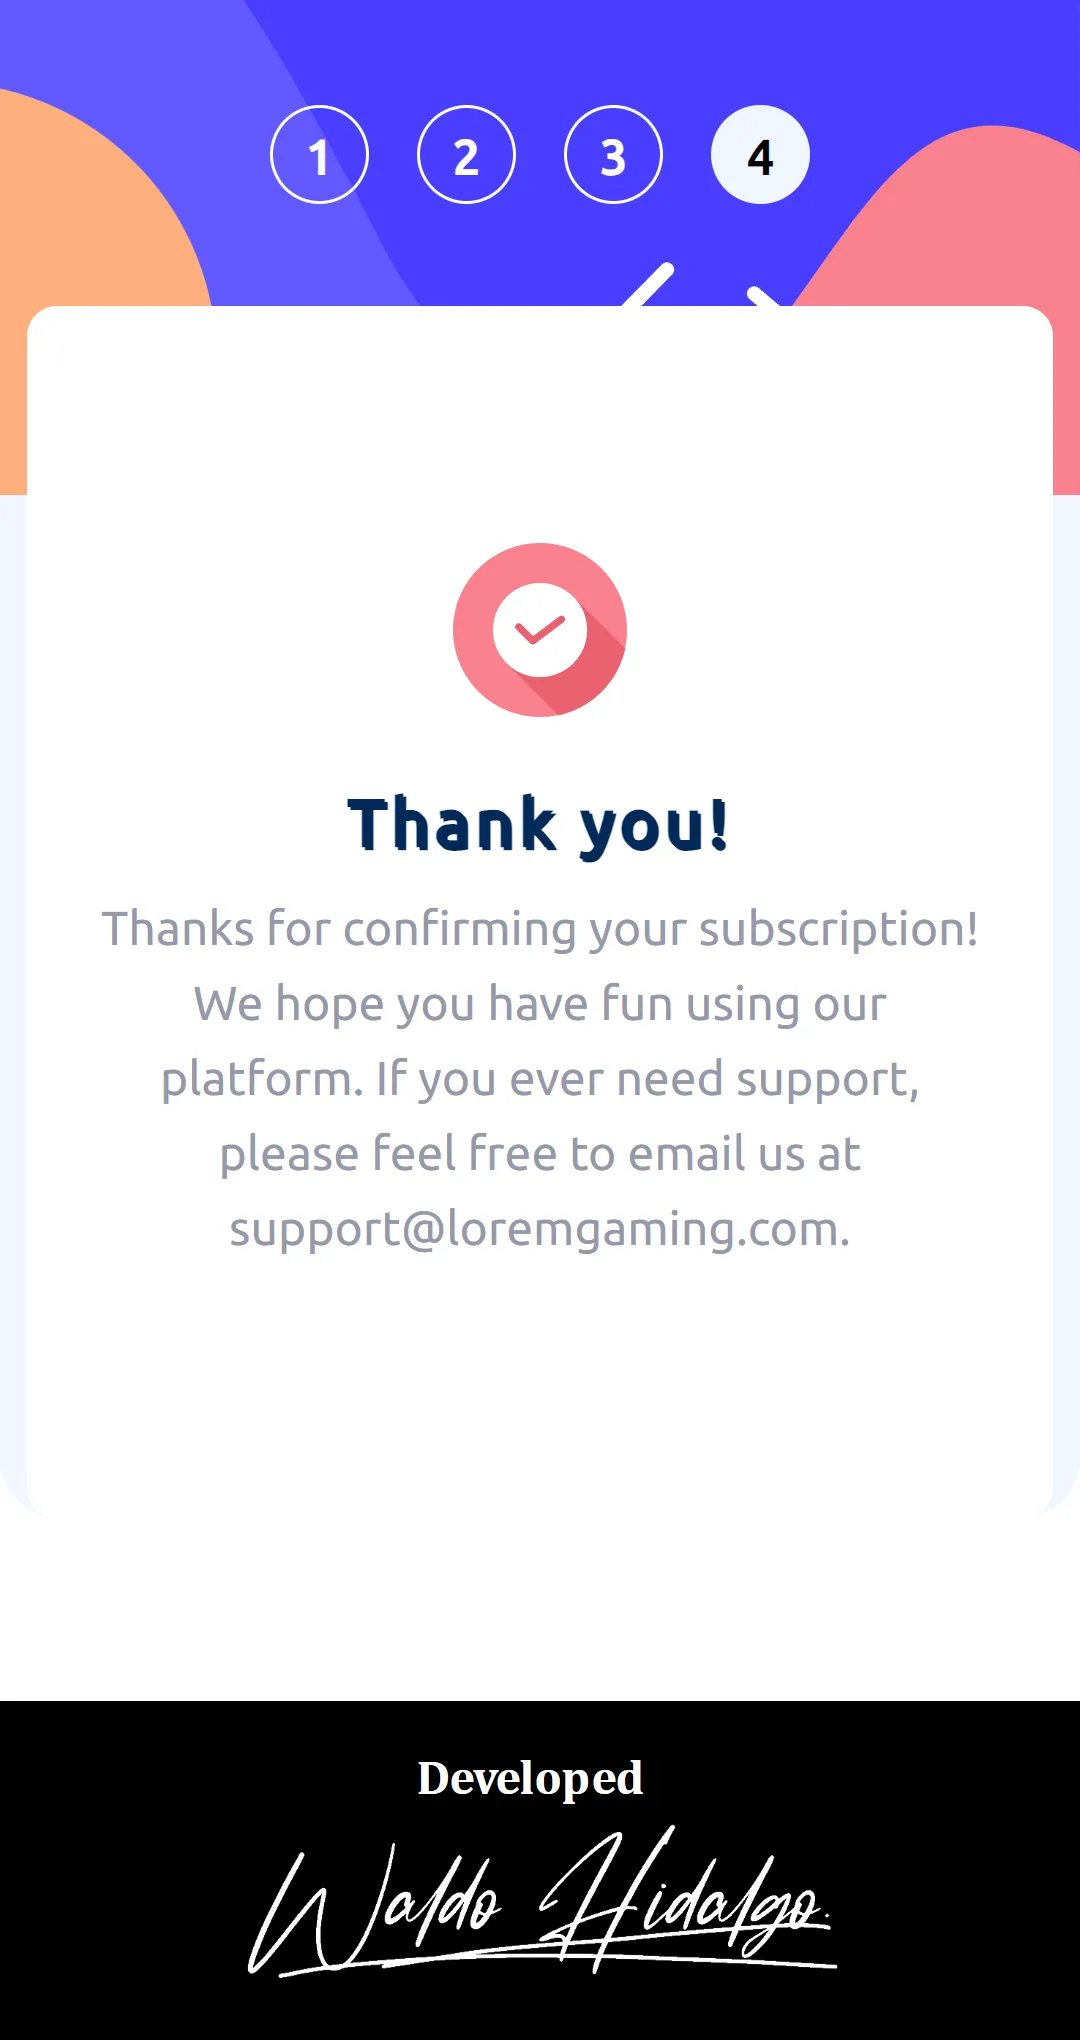 1 2 3 4
Thank you!
Thanks for confirming your subscription!
We hope you have fun using our
platform. If you ever need support,
please feel free to email us at
support@loremgaming.com.
Developed
Waldo Hidalgo.